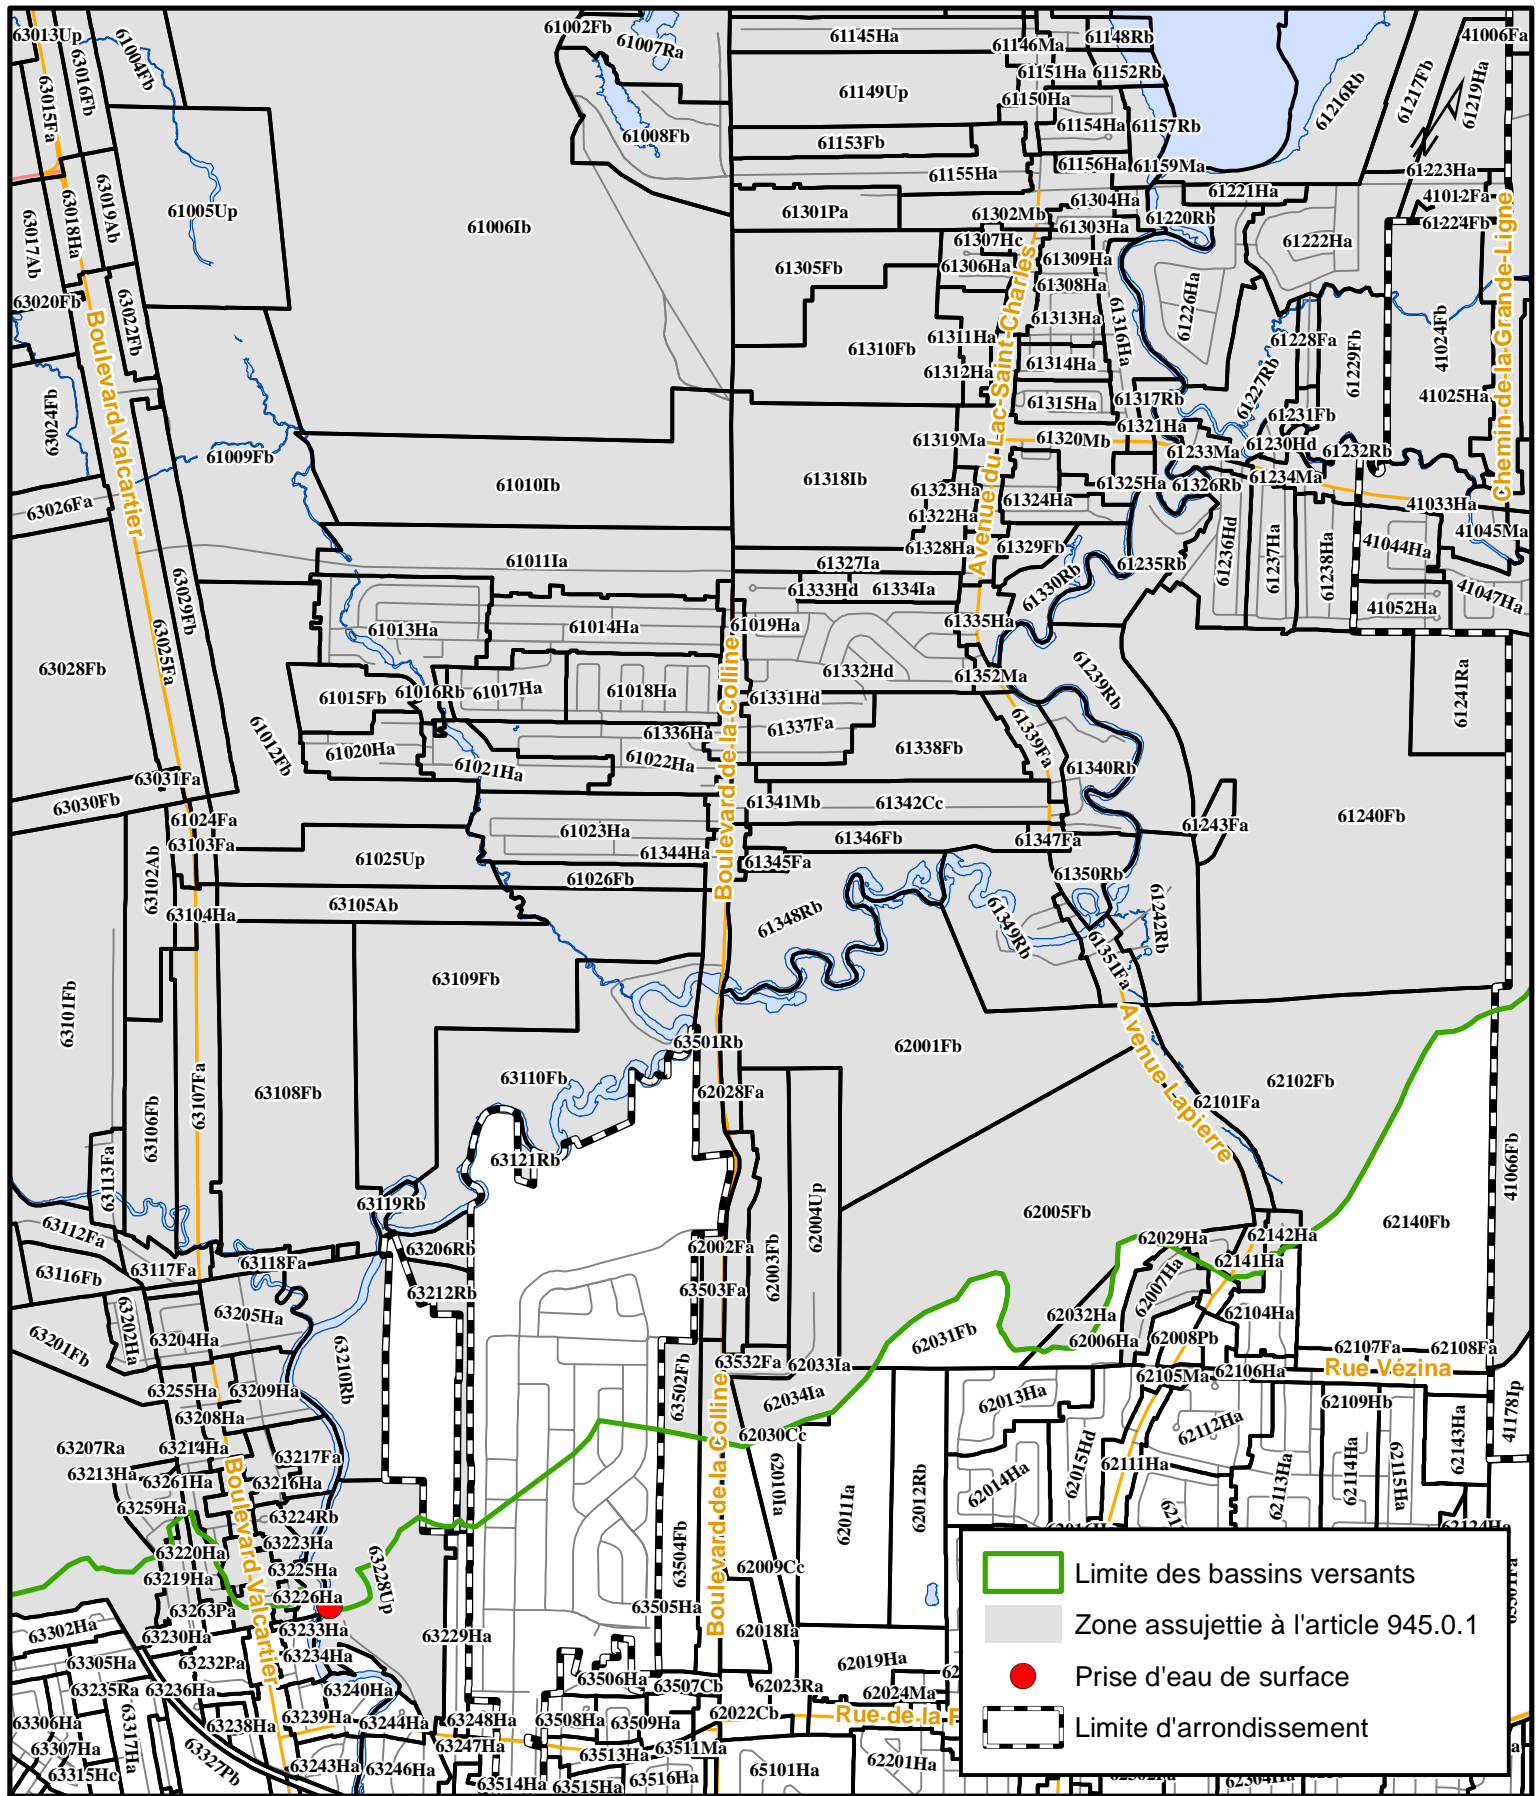 63013Up
61004Fb
61002Fb
61007Ra
61145Ha
61146Ma
61148Rb
41006Fa
63016Fb
63015Fa
61151Ha
61152Rb
61149Up
61150Ha
61216Rb
61217Fb
61219Ha
61008Fb
61153Fb
61154Ha
61157Rb
61155Ha
61156Ha
61159Ma
61223Ha
63019Ab
63018Ha
63017Ab
61005Up
61006Ib
61301Pa
61302Mb
61304Ha
61303Ha
61221Ha
61220Rb
41012Fa
61224Fb
61222Ha
61307Hc
61306Ha
61309Ha
61308Ha
61305Fb
61226Ha
63020Fb
63022Fb
Boulevard Valcartier
61313Ha
61316Ha
61311Ha
61310Fb
61314Ha
61312Ha
61228Fa
61229Fb
41024Fb
Chemin-de-la-Grande-Ligne
Avenue du Lac-Saint-Charles
61227Rb
41025Ha
63024Fb
61315Ha
61317Rb
61321Ha
61231Fb
61319Ma
61320Mb
61233Ma
61230Hd
61232Rb
61009Fb
61010Ib
61318Ib
61323Ha
61324Ha
61325Ha
61326Rb
61234Ma
63026Fa
61322Ha
41033Ha
41045Ma
61328Ha
61329Fb
61236Hd
61237Ha
61238Ha
41044Ha
61011Ia
61327Ia
61235Rb
61333Hd
61334Ia
61330Rb
41047Ha
41052Ha
63029Fb
63025Fa
61013Ha
61014Ha
61019Ha
61335Ha
63028Fb
61332Hd
61352Ma
61239Rb
61241Ra
61015Fb
61016Rb
61017Ha
61018Ha
61331Hd
61337Fa
61012Fb
61020Ha
61336Ha
61338Fb
61339Fa
61021Ha
61022Ha
61340Rb
63031Fa
63030Fb
Boulevard-de-la-Colline
61341Mb
61342Cc
61024Fa
61023Ha
61243Fa
61240Fb
63103Fa
61346Fb
61347Fa
61344Ha
61345Fa
61025Up
61350Rb
61026Fb
63102Ab
63105Ab
63104Ha
61348Rb
61349Rb
61242Rb
61351Fa
63109Fb
63101Fb
63501Rb
62001Fb
Avenue-Lapierre
63110Fb
63108Fb
63107Fa
62028Fa
62102Fb
62101Fa
63106Fb
63113Fa
63121Rb
41066Fb
63119Rb
62004Up
62005Fb
62140Fb
63112Fa
63206Rb
62002Fa
62003Fb
62029Ha
62142Ha
62141Ha
63117Fa
63118Fa
63116Fb
63212Rb
63503Fa
62007Ha
63205Ha
62032Ha
62104Ha
63202Ha
63204Ha
62031Fb
62006Ha
62008Pb
63201Fb
62107Fa
62108Fa
Rue Vézina
63532Fa
62033Ia
62106Ha
62105Ma
63210Rb
63255Ha
63209Ha
63502Fb
62034Ia
62013Ha
62109Hb
41178Ip
63208Ha
Boulevard-de-la-Colline
62030Cc
62112Ha
62143Ha
63207Ra
63214Ha
63217Fa
62015Hd
63213Ha
63261Ha
63216Ha
62010Ia
62014Ha
62111Ha
62113Ha
62114Ha
62115Ha
63259Ha
63224Rb
62011Ia
62012Rb
Boulevard-Valcartier
63223Ha
63220Ha
63225Ha
63504Fb
62009Cc
63219Ha
63226Ha
63228Up
63263Pa
63505Ha
63302Ha
63230Ha
63233Ha
63229Ha
62018Ia
63305Ha
63232Pa
63234Ha
62019Ha
63235Ra
63236Ha
63240Ha
63506Ha
63507Cb
62023Ra
62024Ma
63306Ha
63317Ha
63238Ha
63239Ha
63244Ha
63248Ha
63508Ha
63509Ha
62022Cb
Rue-de-la
63307Ha
63247Ha
63513Ha
63511Ma
63315Hc
63327Pb
63243Ha
63246Ha
63514Ha
63515Ha
63516Ha
65101Ha
62201Ha
Limite des bassins versants
Zone assujettie à l'article 945.0.1
Prise d'eau de surface
Limite d'arrondissement